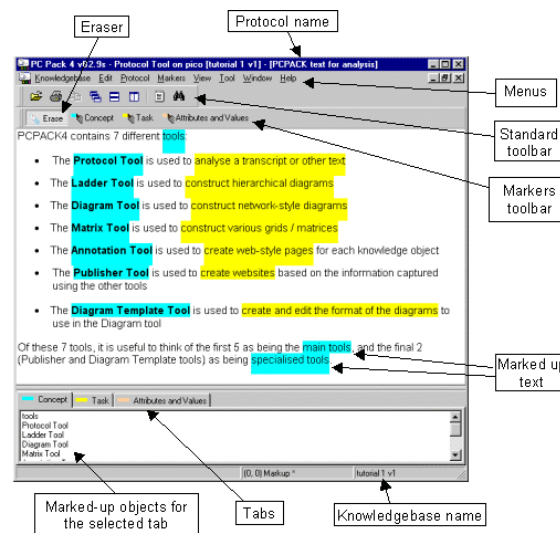 Eraser
Protocol name
PC Pack 4 v02.9s - Protocol Tool on pico [tutorial 1 v1] - [PCPACK text for analysis]
Knowledgebase Edit Protocol Markers View Tool Window Help
Menus
Standard
toolbar
Erase Concept Task Attributes and Values
Markers
toolbar
PCPACK4 contains 7 different tools:
• The Protocol Tool is used to analyse a transcript or other text
• The Ladder Tool is used to construct hierarchical diagrams
• The Diagram Tool is used to construct network-style diagrams
• The Matrix Tool is used to construct various grids / matrices
• The Annotation Tool is used to create web-style pages for each knowledge object
• The Publisher Tool is used to create websites based on the information captured
using the other tools
• The Diagram Template Tool is used to create and edit the format of the diagrams to
use in the Diagram tool
Of these 7 tools, it is useful to think of the first 5 as being the main tools, and the final 2
(Publisher and Diagram Template tools) as being specialised tools.
Marked up
text
Concept Task Attributes and Values
tools
Protocol Tool
Ladder Tool
Diagram Tool
Matrix Tool
(0, 0) Markup * tutorial 1 v1
Marked-up objects for
the selected tab
Tabs
Knowledgebase name